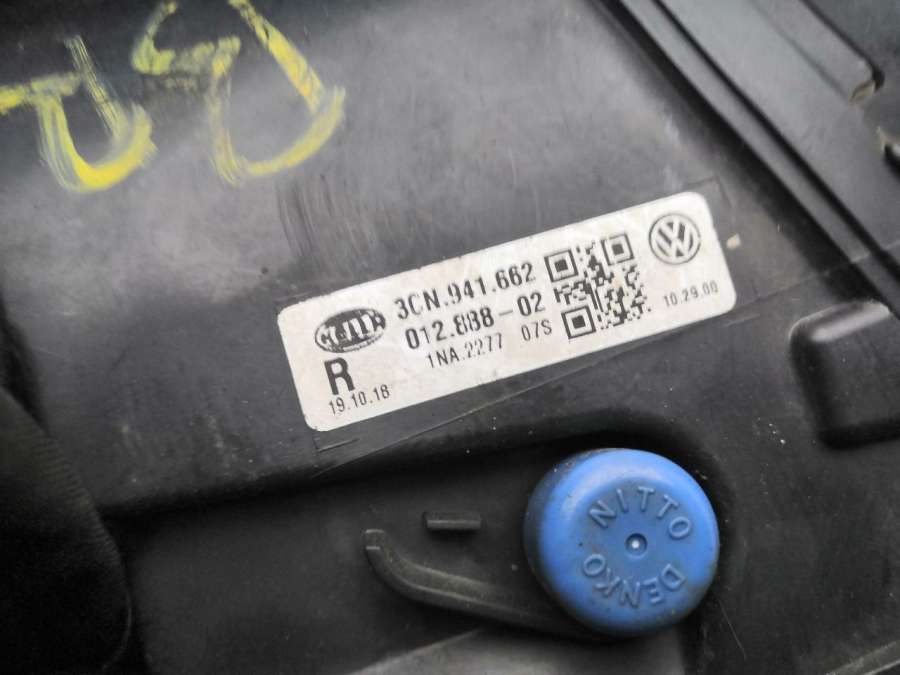 3CN.941.662
012.888-02
R
1NA.2277 07S
19.10.18
10.29.00
NITTO
DENKO